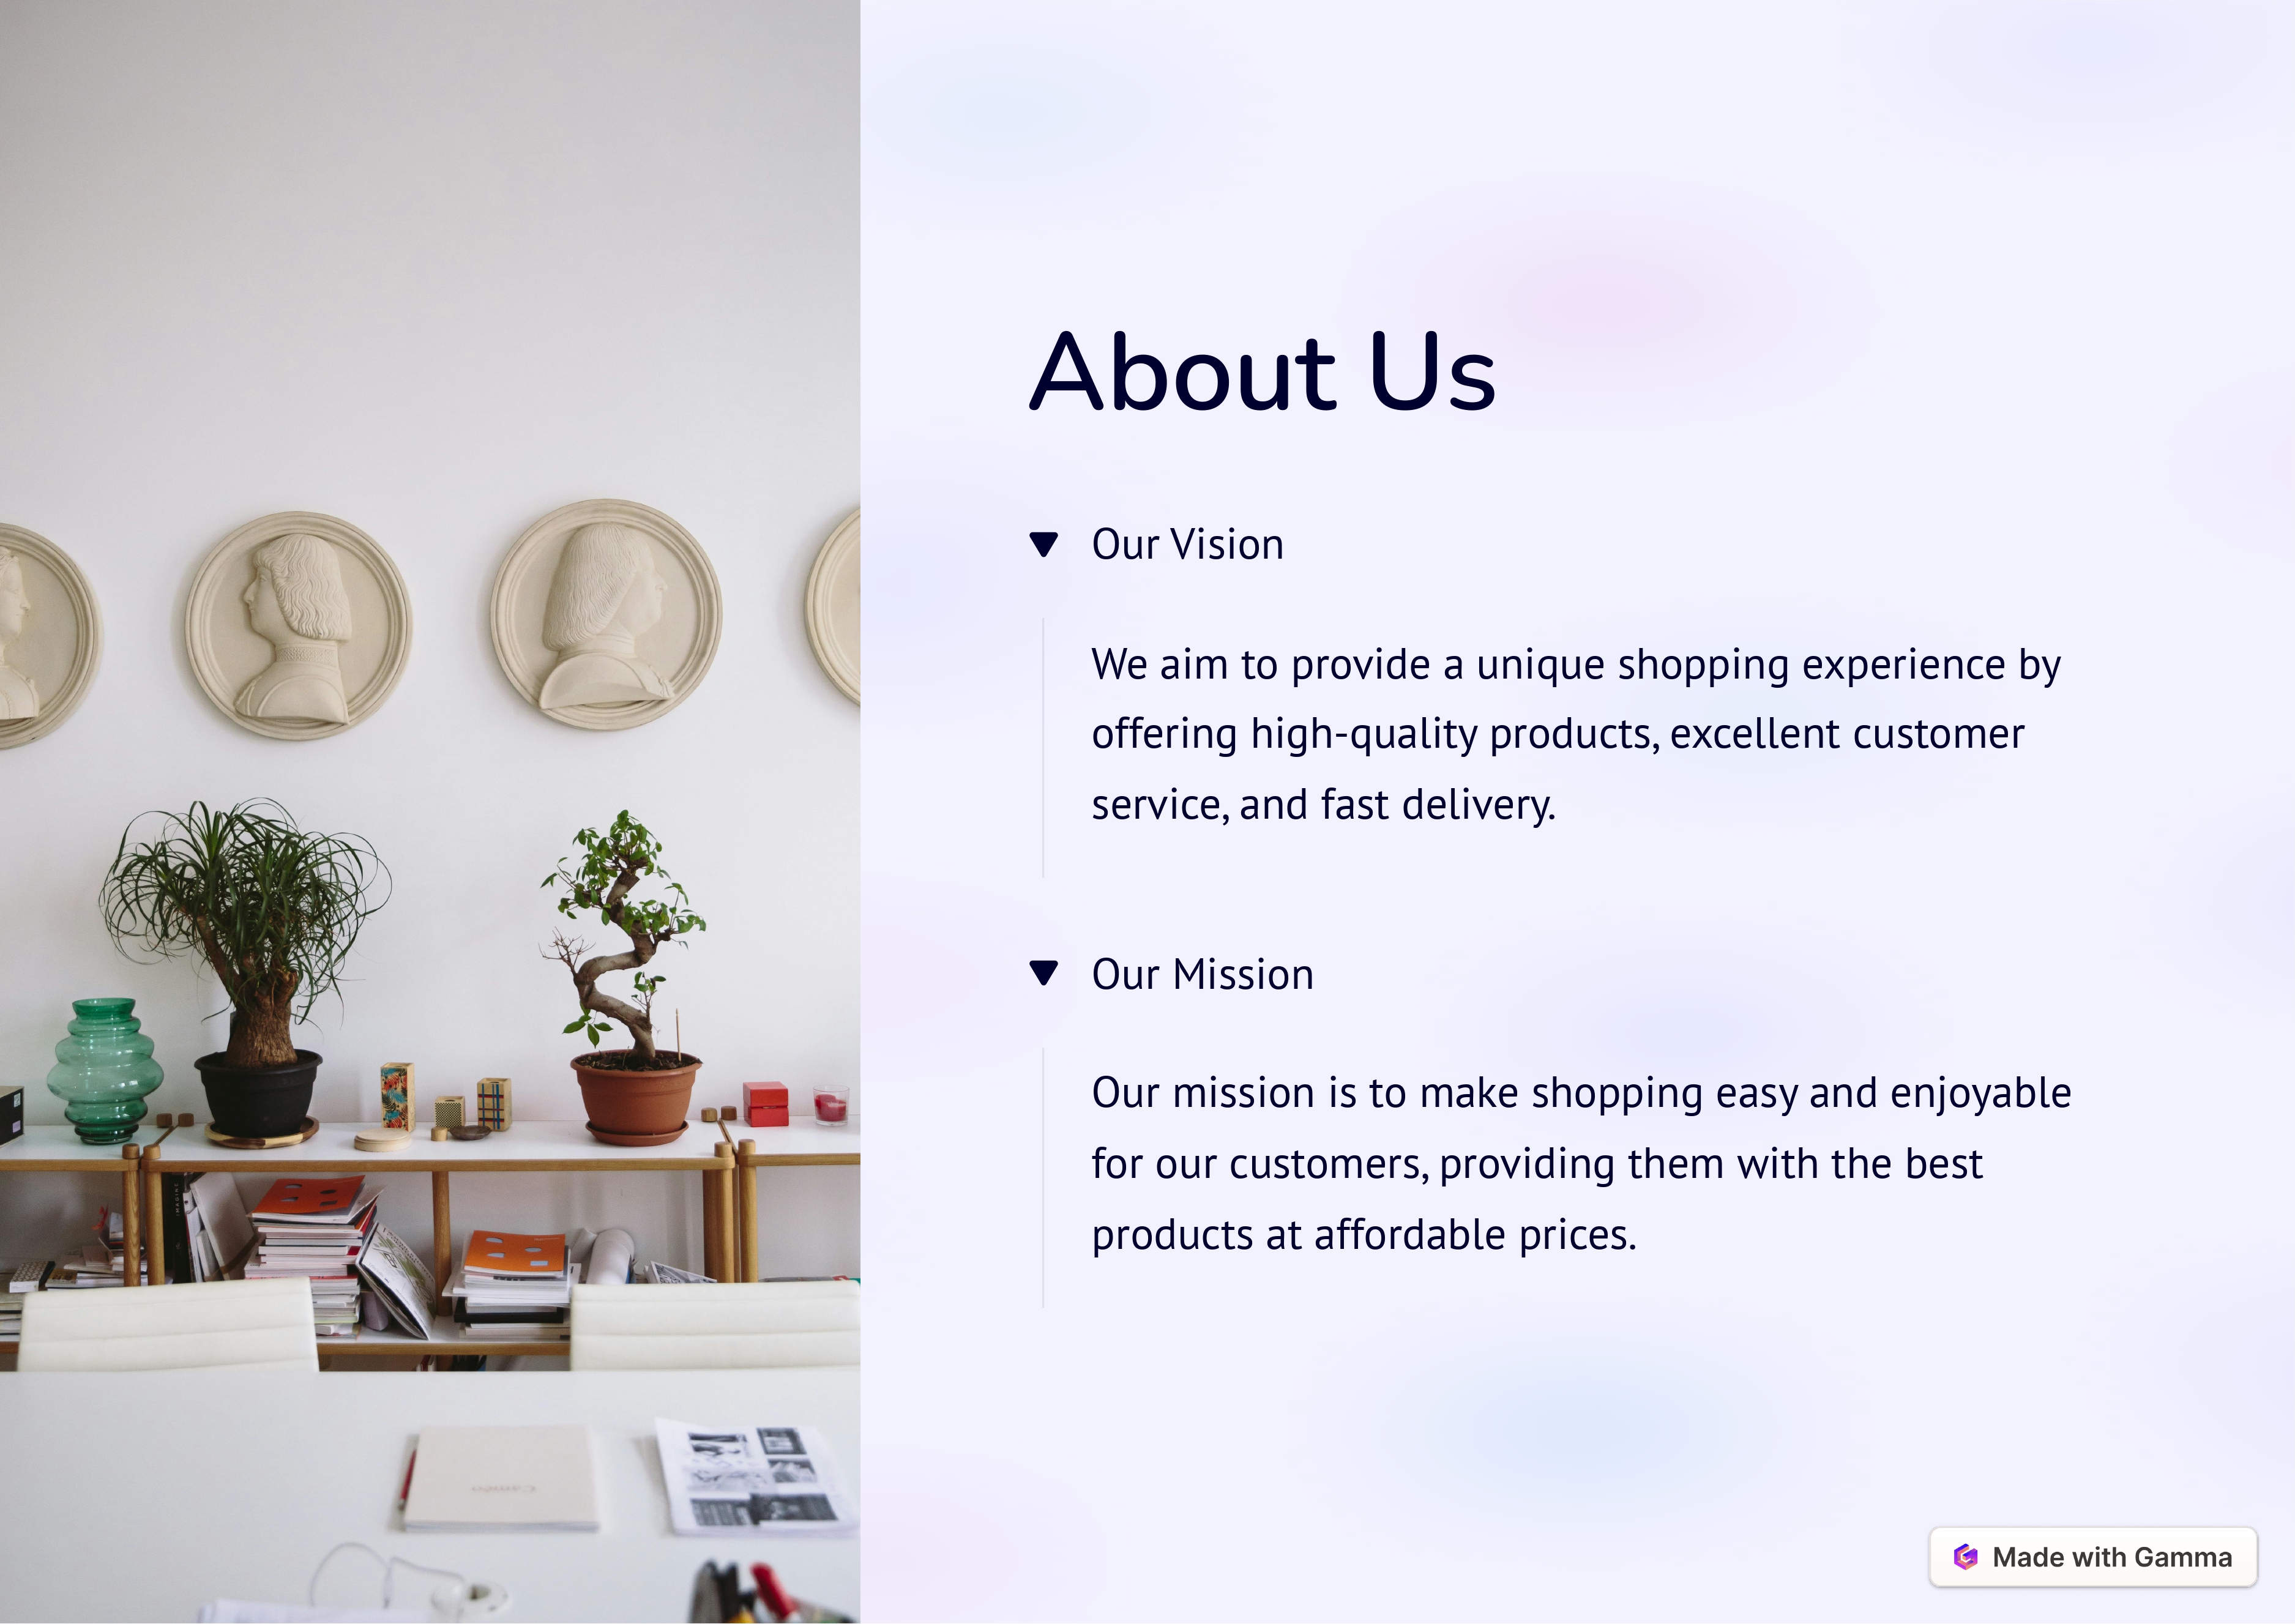 About Us
Our Vision
We aim to provide a unique shopping experience by
offering high-quality products, excellent customer
service, and fast delivery.
Our Mission
Our mission is to make shopping easy and enjoyable
for our customers, providing them with the best
products at affordable prices.
Made with Gamma